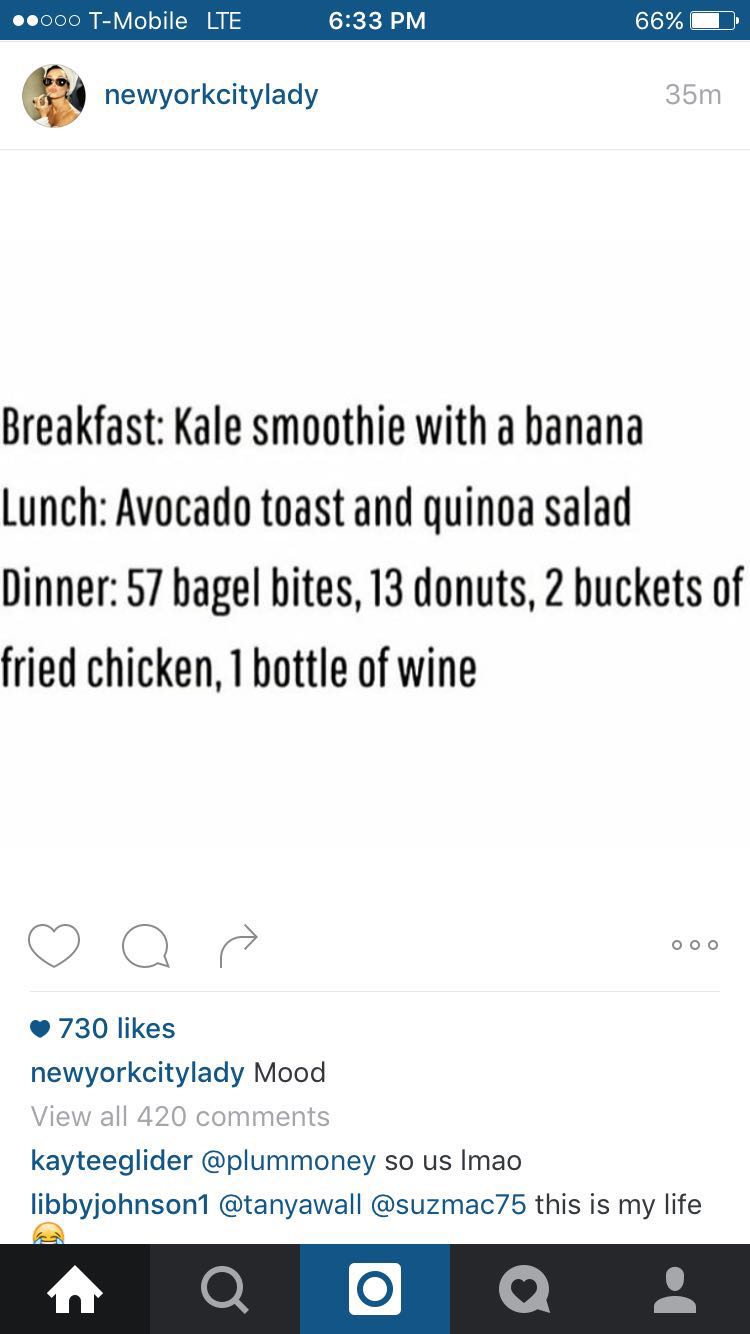 T-Mobile LTE 6:33 PM 66%
newyorkcitylady 35m
Breakfast: Kale smoothie with a banana
Lunch: Avocado toast and quinoa salad
Dinner: 57 bagel bites, 13 donuts, 2 buckets of
fried chicken, 1 bottle of wine
730 likes
newyorkcitylady Mood
View all 420 comments
kayteeglider @plummoney so us lmao
libbyjohnson1 @tanyawall @suzmac75 this is my life
😂